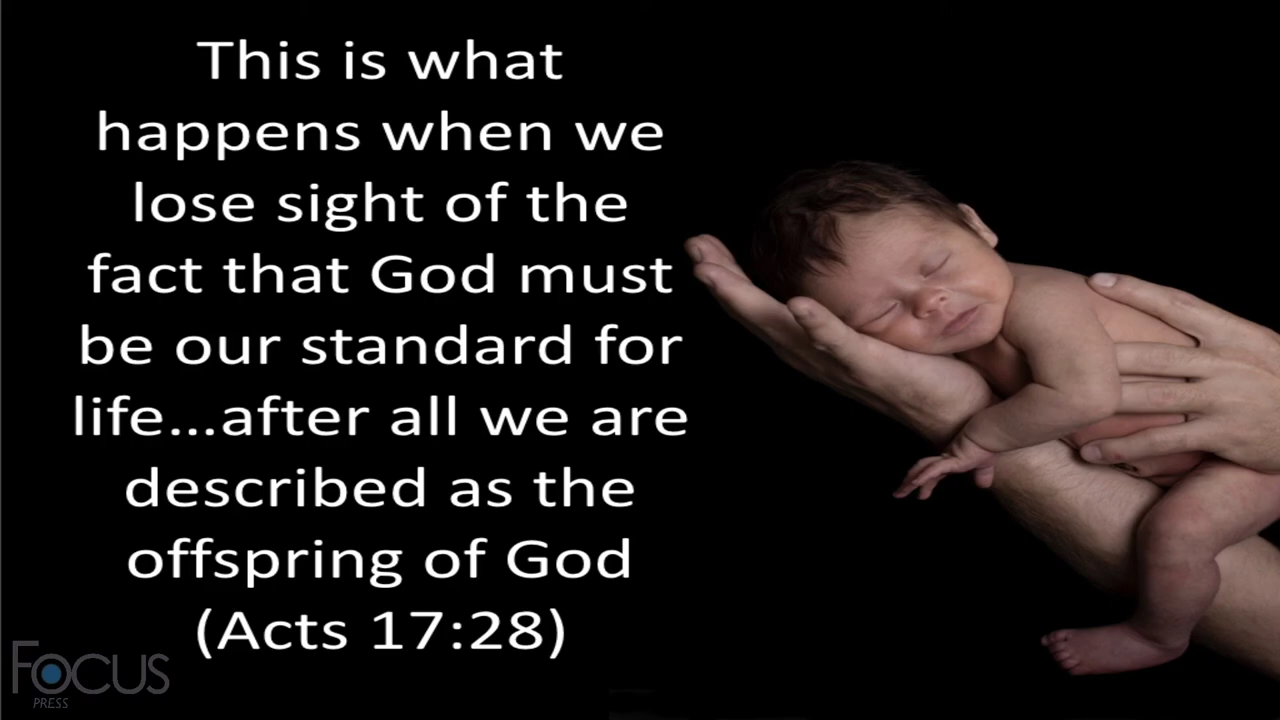 This is what
happens when we
lose sight of the
fact that God must
be our standard for
life...after all we are
described as the
offspring of God
(Acts 17:28)
FOCUS
PRESS